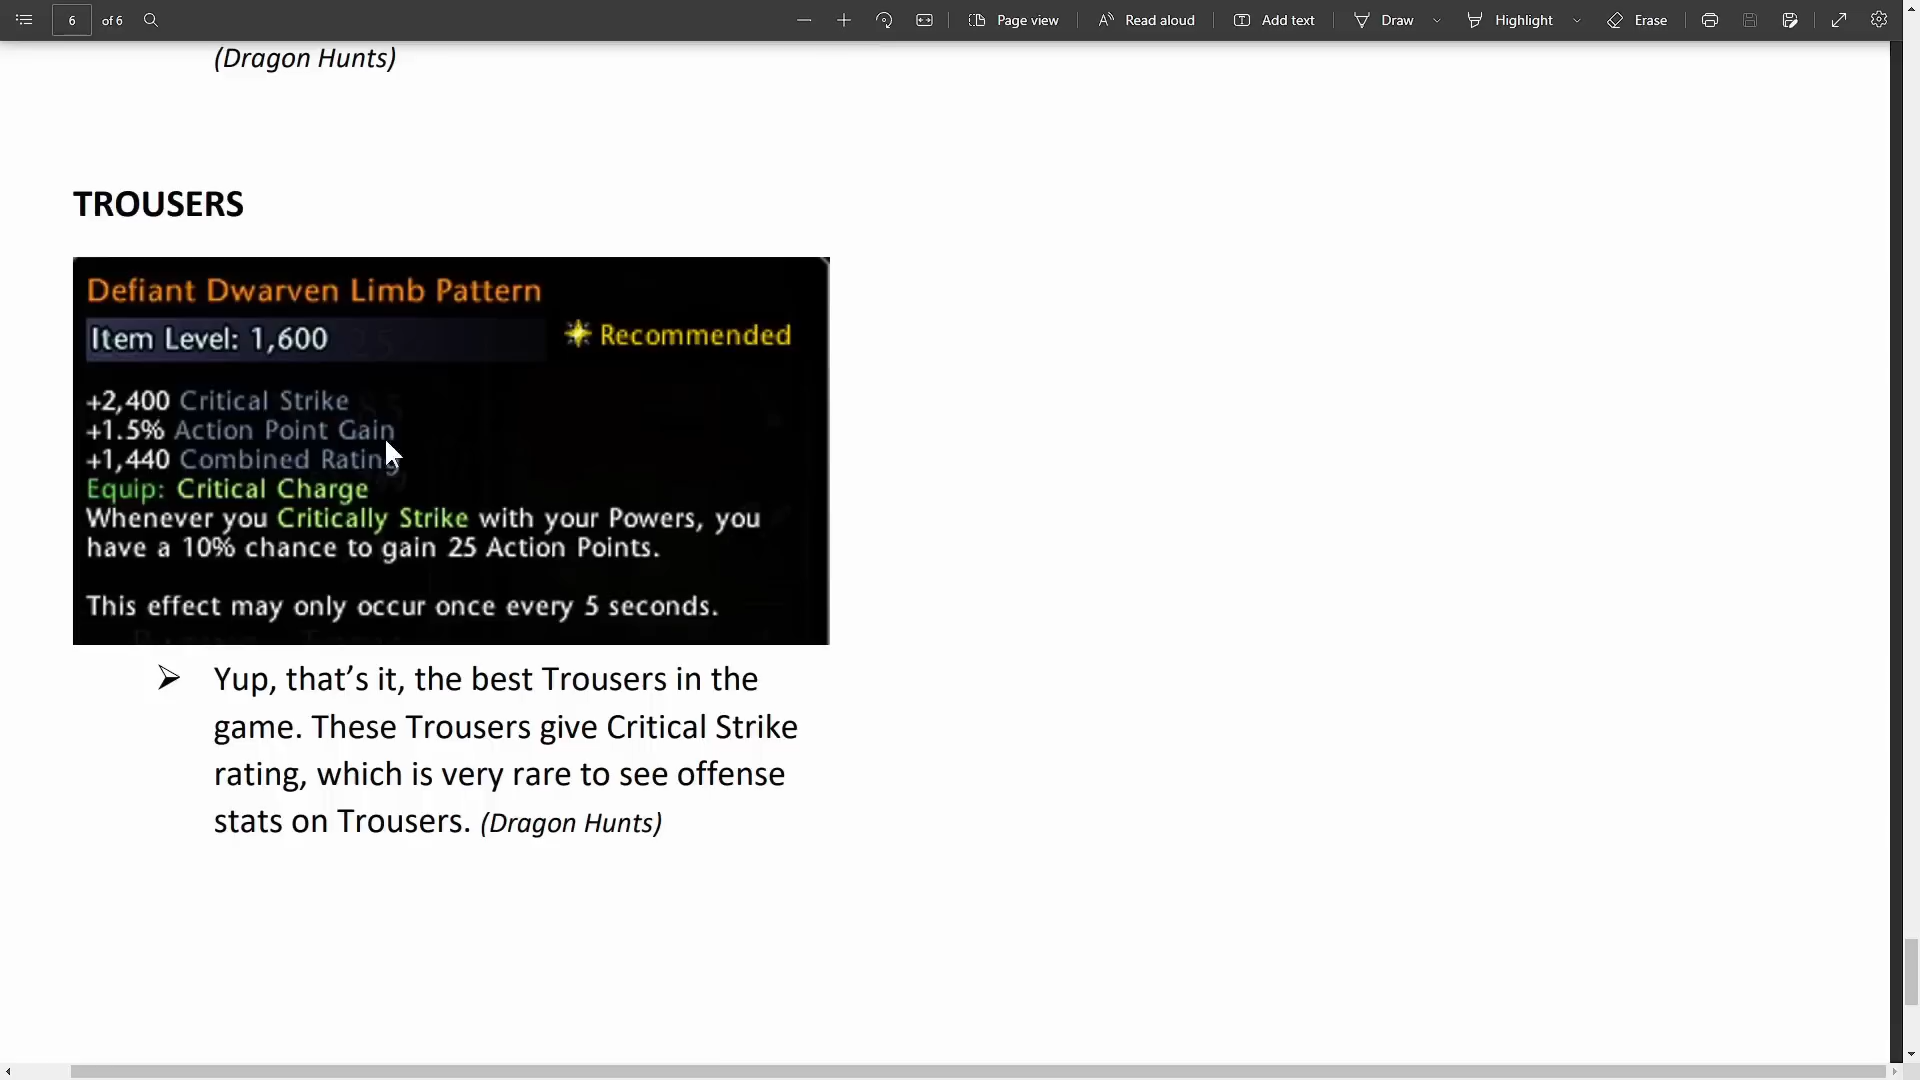 6 of 6 Page view Read aloud Add text Draw Highlight Erase
(Dragon Hunts)
TROUSERS
Defiant Dwarven Limb Pattern
Item Level: 1,600 Recommended
+2,400 Critical Strike
+1.5% Action Point Gain
+1,440 Combined Rating
Equip: Critical Charge
Whenever you Critically Strike with your Powers, you
have a 10% chance to gain 25 Action Points.
This effect may only occur once every 5 seconds.
Yup, that’s it, the best Trousers in the
game. These Trousers give Critical Strike
rating, which is very rare to see offense
stats on Trousers. (Dragon Hunts)